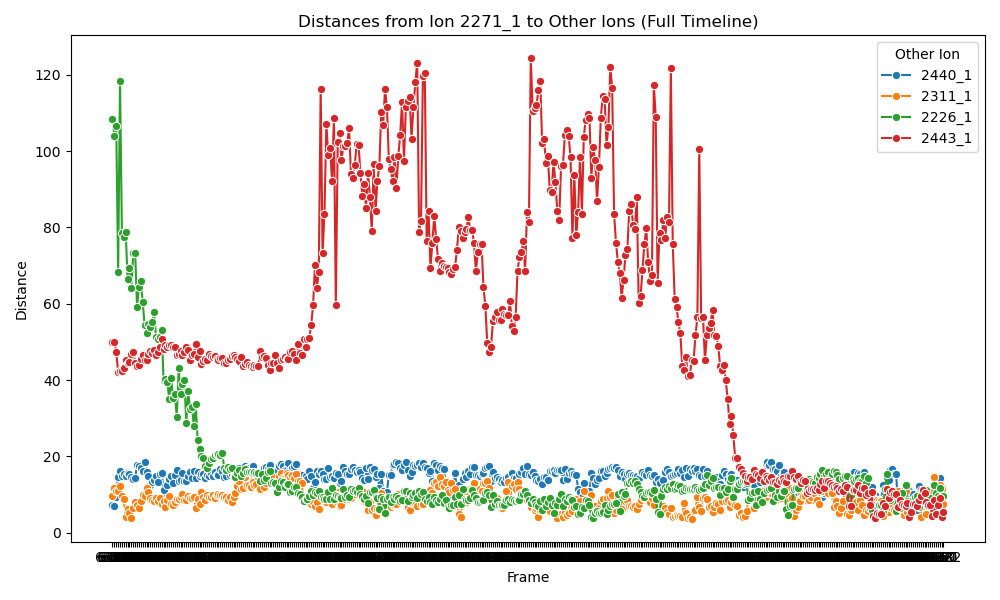 Distances from Ion 2271_1 to Other Ions (Full Timeline)
Other Ion
2440_1
2311_1
2226_1
2443_1
120
100
80
60
40
20
0
Distance
Frame